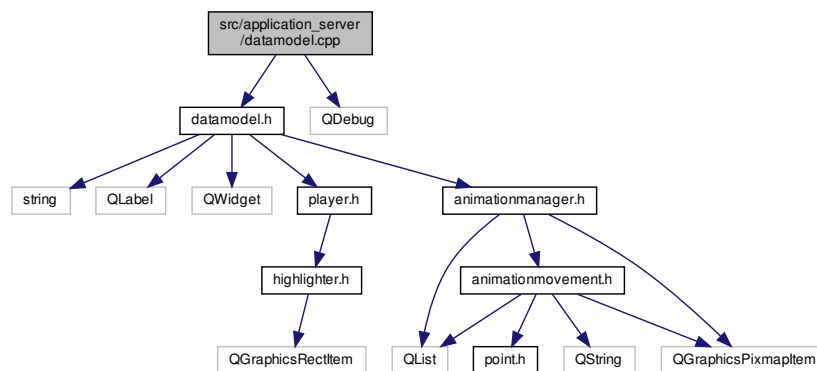 src/application_server
/datamodel.cpp
datamodel.h
QDebug
string
QLabel
QWidget
player.h
animationmanager.h
highlighter.h
animationmovement.h
QGraphicsRectItem
QList
point.h
QString
QGraphicsPixmapItem